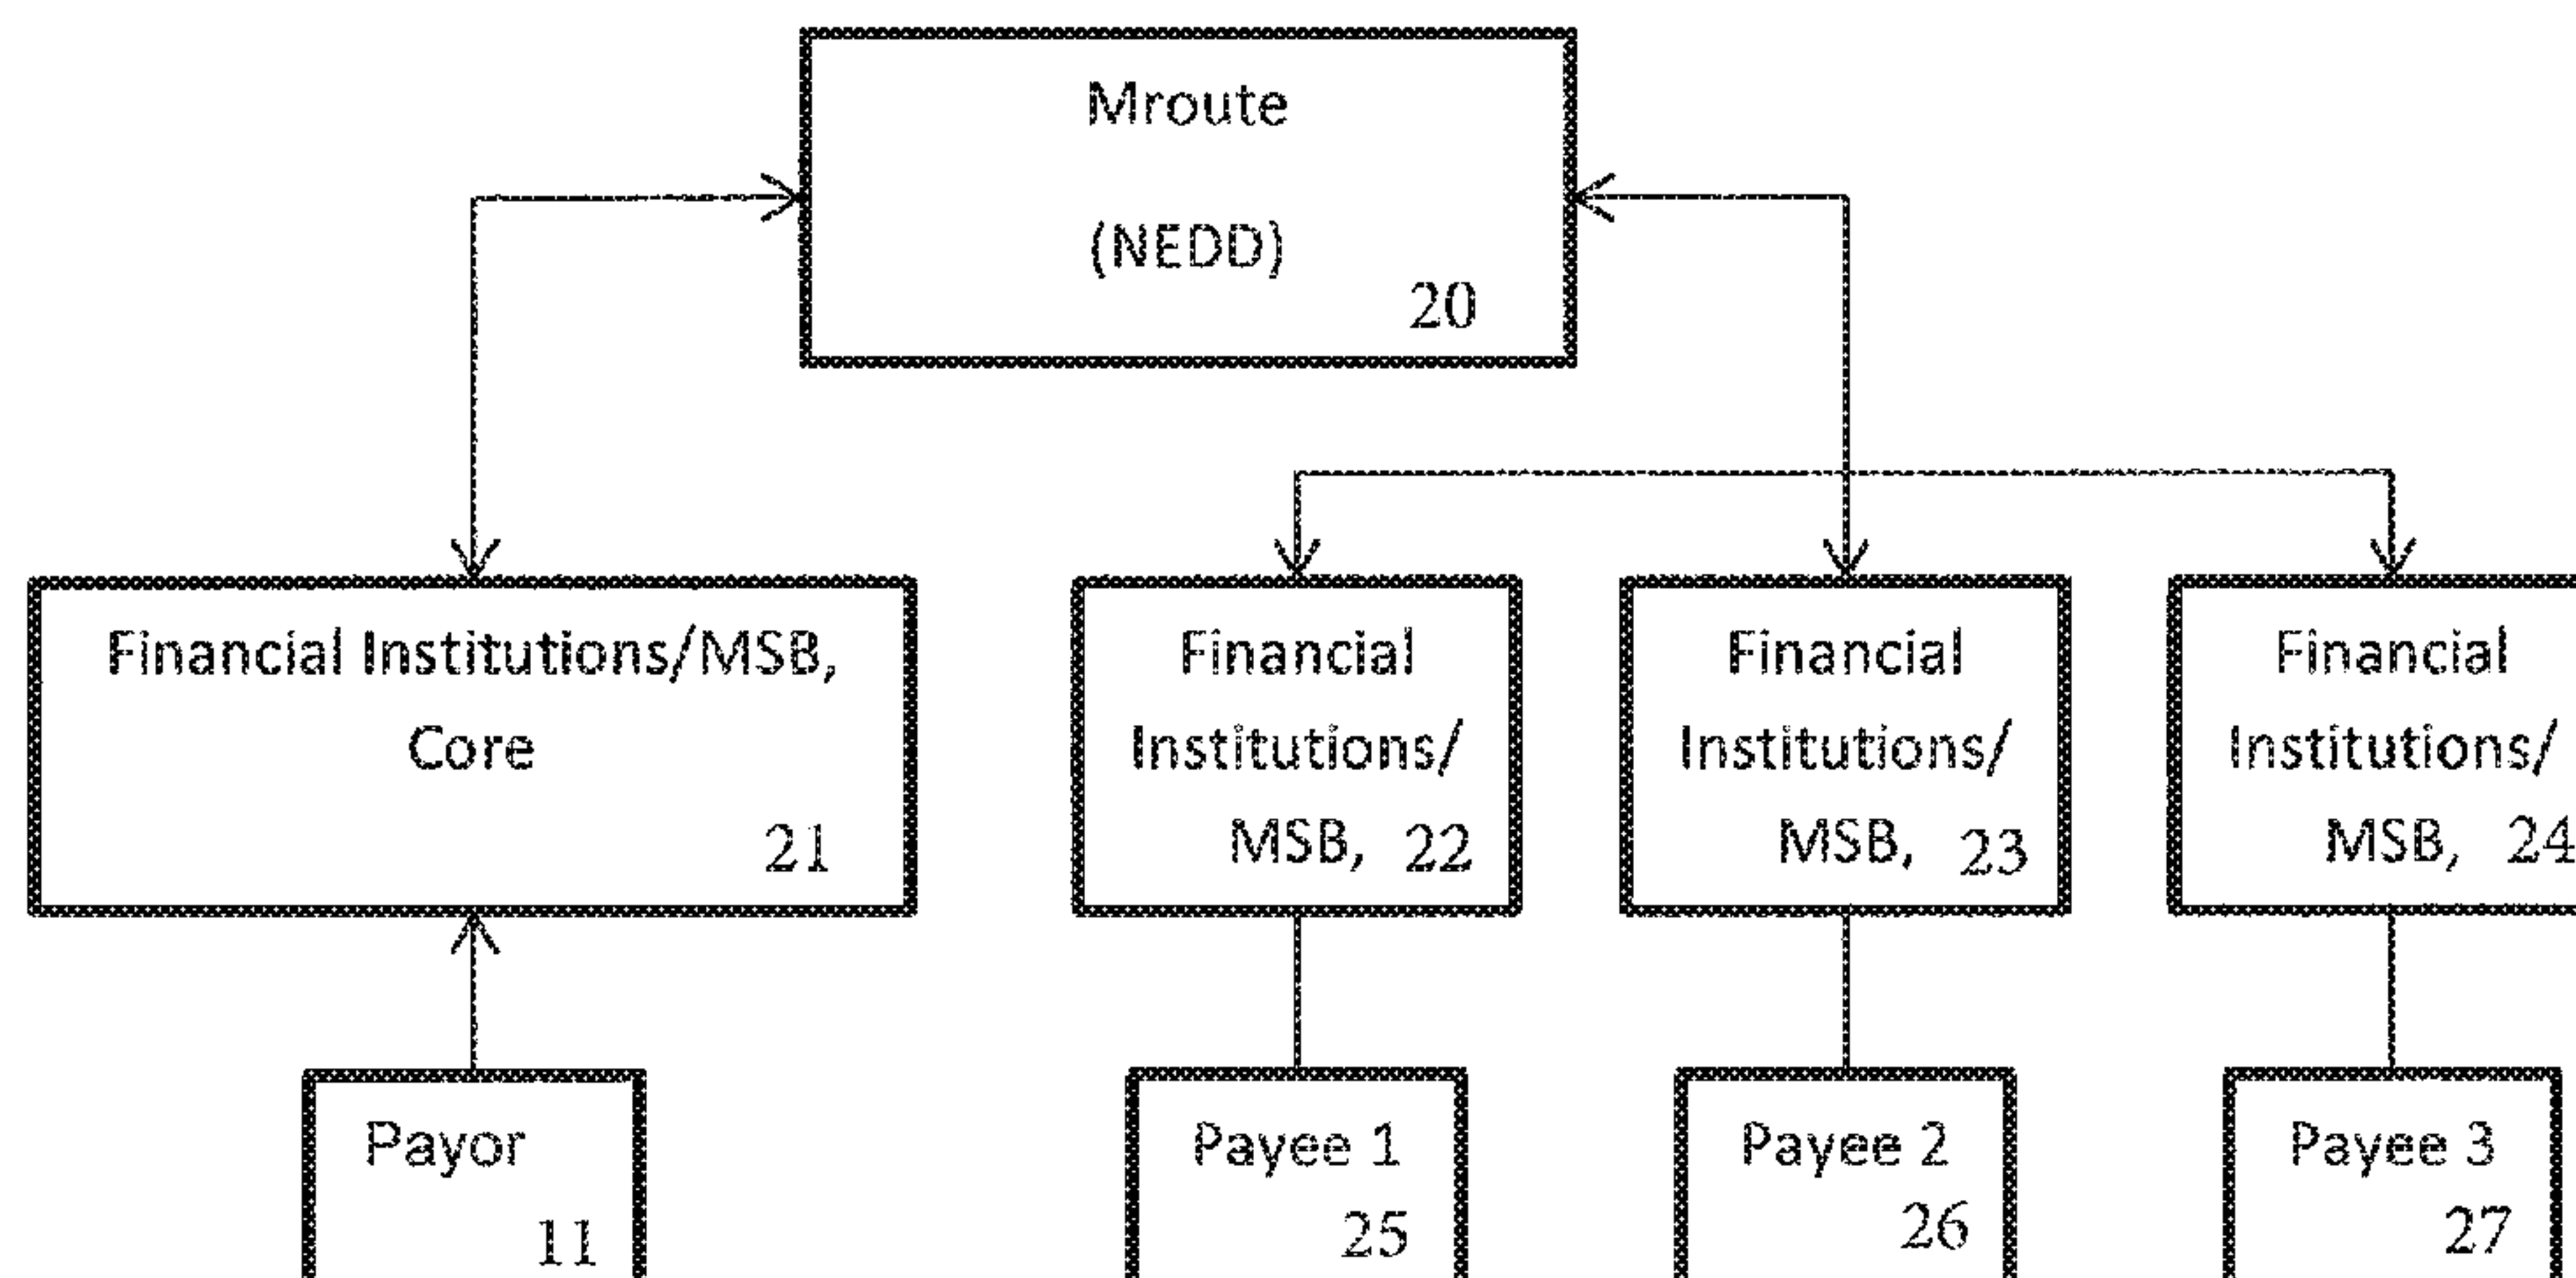 Mroute
(NEDD)
20
Financial Institutions/MSB,
Core
21
Financial
Institutions/
MSB, 22
Financial
Institutions/
MSB, 23
Financial
Institutions/
MSB, 24
Payor
11
Payee 1
25
Payee 2
26
Payee 3
27